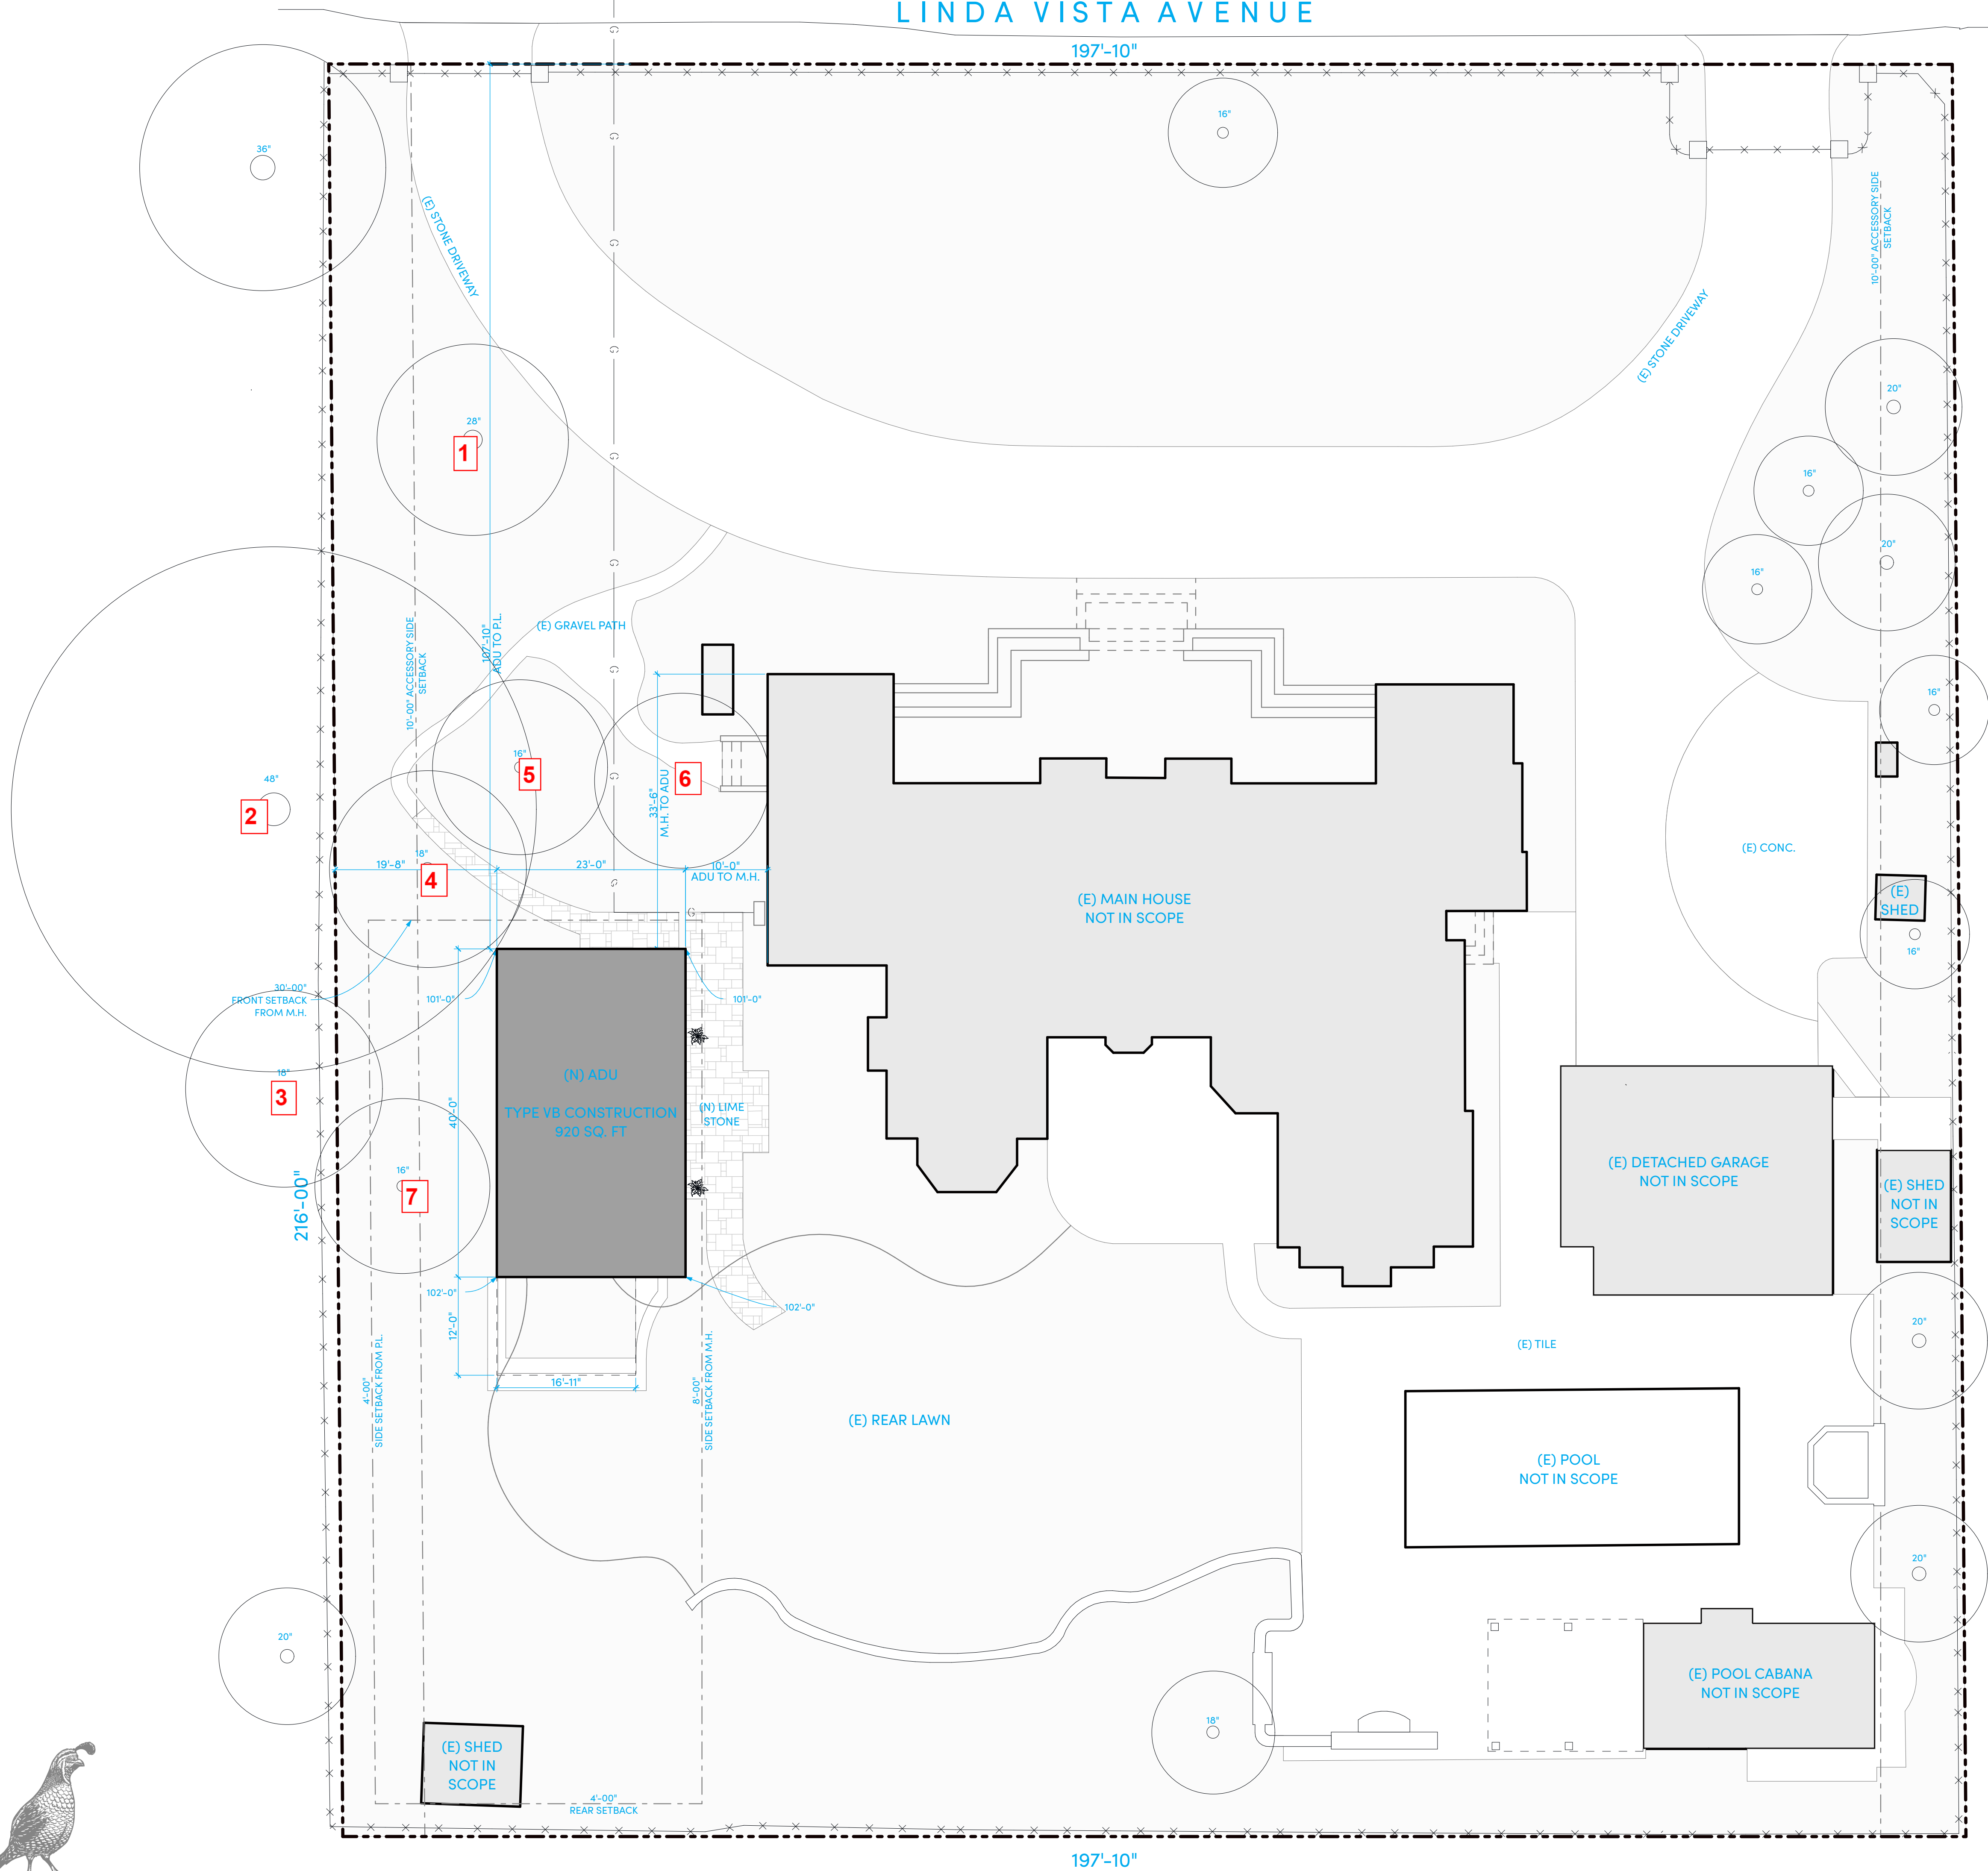 LINDA VISTA AVENUE
197'-10"
G
16"
36"
G
10'-00" ACCESSORY SIDE
SETBACK
(E) STONE DRIVEWAY
G
(E) STONE DRIVEWAY
G
20"
28"
1
G
16"
20"
G
16"
10'-00" ACCESSORY SIDE
SETBACK
107'-10"
ADU TO P.L.
(E) GRAVEL PATH
G
16"
48"
2
16"
5
6
G
33'-6"
M.H. TO ADU
18"
4
19'-8"
23'-0"
10'-0"
ADU TO M.H.
G
G
(E) CONC.
(E) MAIN HOUSE
NOT IN SCOPE
(E)
SHED
16"
30'-00"
FRONT SETBACK
FROM M.H.
101'-0"
101'-0"
18"
3
(N) ADU
TYPE VB CONSTRUCTION
920 SQ. FT
40'-0"
(N) LIME
STONE
16"
7
216'-00"
(E) DETACHED GARAGE
NOT IN SCOPE
(E) SHED
NOT IN
SCOPE
102'-0"
102'-0"
12'-0"
16'-11"
4'-00"
SIDE SETBACK FROM P.L.
8'-00"
SIDE SETBACK FROM M.H.
20"
(E) TILE
(E) REAR LAWN
(E) POOL
NOT IN SCOPE
20"
20"
18"
(E) POOL CABANA
NOT IN SCOPE
(E) SHED
NOT IN
SCOPE
4'-00"
REAR SETBACK
197'-10"